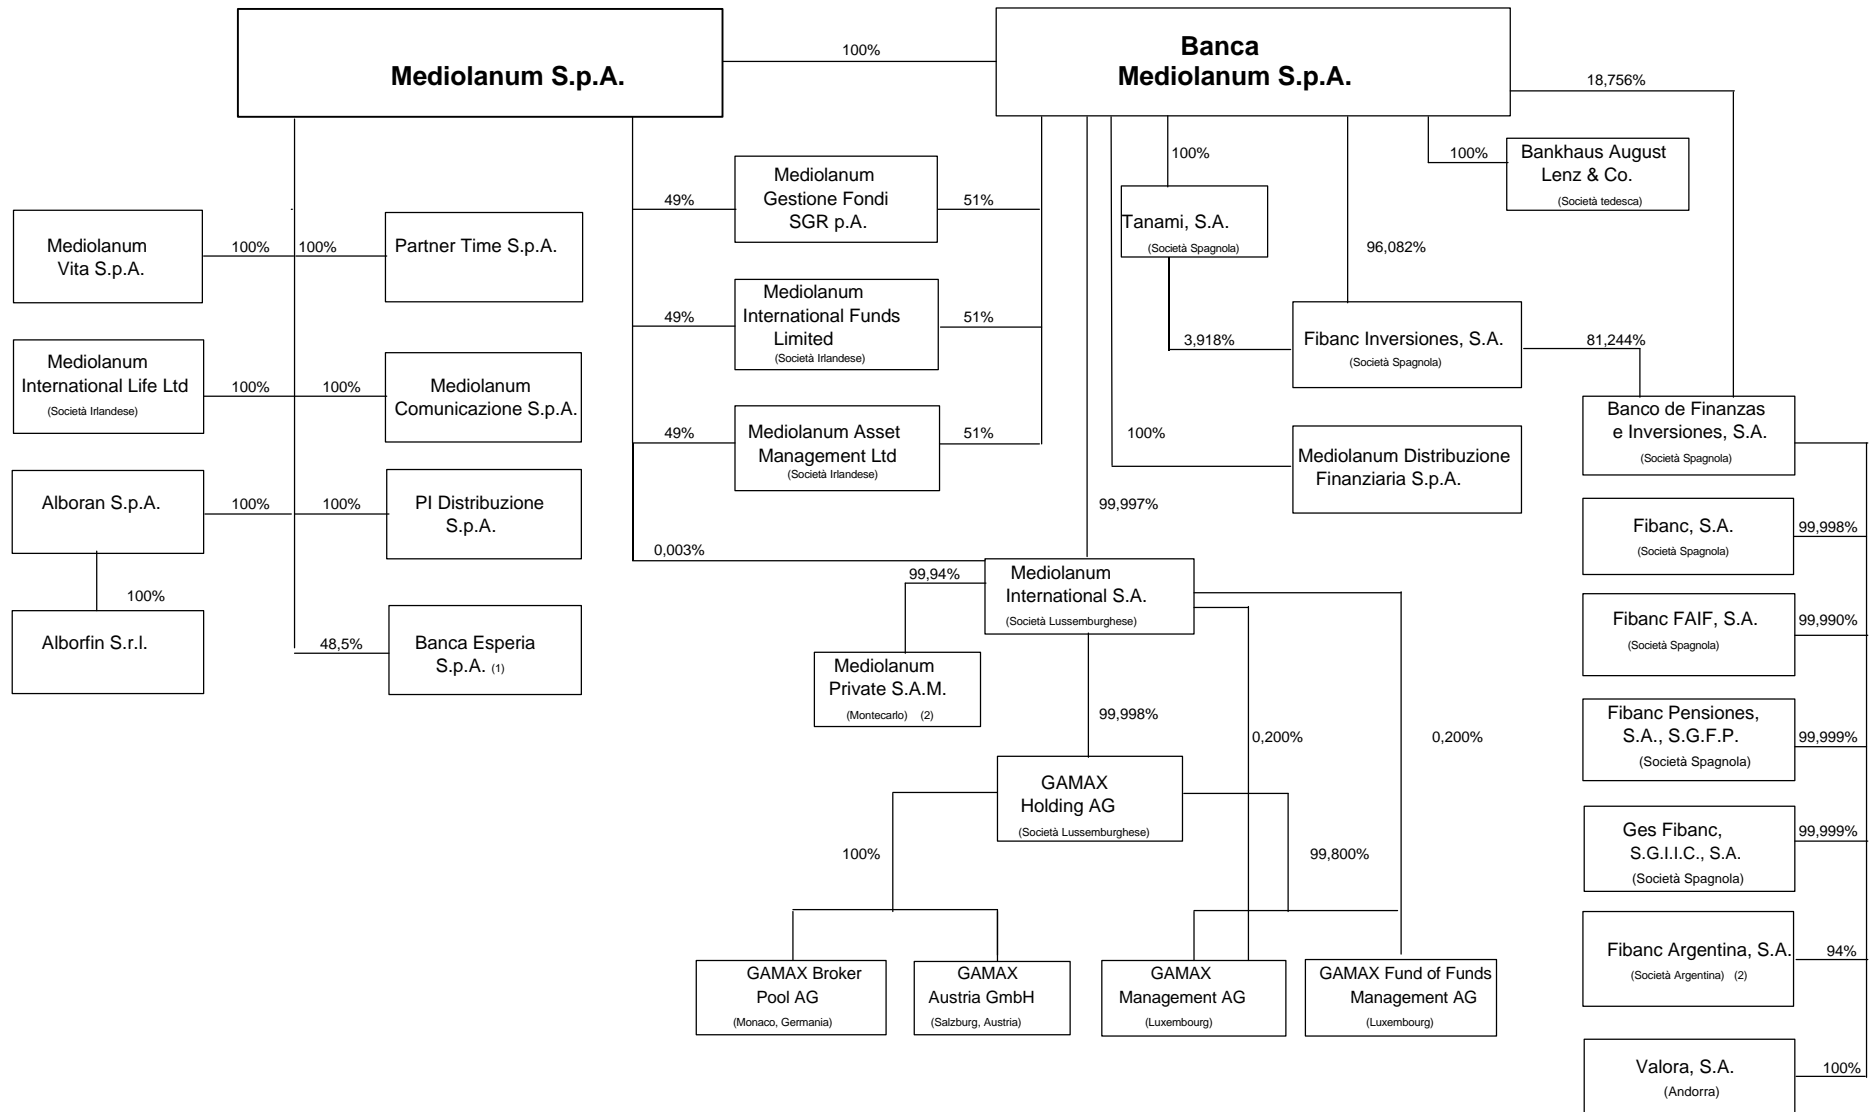 Mediolanum S.p.A.
100%
Banca
Mediolanum S.p.A.
18,756%
100%
100%
Bankhaus August
Lenz & Co.
(Società tedesca)
Mediolanum
Gestione Fondi
SGR p.A.
49%
51%
Tanami, S.A.
(Società Spagnola)
96,082%
Mediolanum
Vita S.p.A.
100%
100%
Partner Time S.p.A.
Mediolanum
International Funds
Limited
(Società Irlandese)
49%
51%
3,918%
Fibanc Inversiones, S.A.
(Società Spagnola)
81,244%
Mediolanum
International Life Ltd
(Società Irlandese)
100%
100%
Mediolanum
Comunicazione S.p.A.
49%
Mediolanum Asset
Management Ltd
(Società Irlandese)
51%
100%
Mediolanum Distribuzione
Finanziaria S.p.A.
Banco de Finanzas
e Inversiones, S.A.
(Società Spagnola)
Alboran S.p.A.
100%
100%
PI Distribuzione
S.p.A.
99,997%
Fibanc, S.A.
(Società Spagnola)
99,998%
0,003%
99,94%
Mediolanum
International S.A.
(Società Lussemburghese)
100%
Alborfin S.r.l.
48,5%
Banca Esperia
S.p.A. (1)
Fibanc FAIF, S.A.
(Società Spagnola)
99,990%
Mediolanum
Private S.A.M.
(Montecarlo) (2)
99,998%
0,200%
0,200%
Fibanc Pensiones,
S.A., S.G.F.P.
(Società Spagnola)
99,999%
GAMAX
Holding AG
(Società Lussemburghese)
100%
99,800%
Ges Fibanc,
S.G.I.I.C., S.A.
(Società Spagnola)
99,999%
GAMAX Broker
Pool AG
(Monaco, Germania)
GAMAX
Austria GmbH
(Salzburg, Austria)
GAMAX
Management AG
(Luxembourg)
GAMAX Fund of Funds
Management AG
(Luxembourg)
Fibanc Argentina, S.A.
(Società Argentina) (2)
94%
Valora, S.A.
(Andorra)
100%